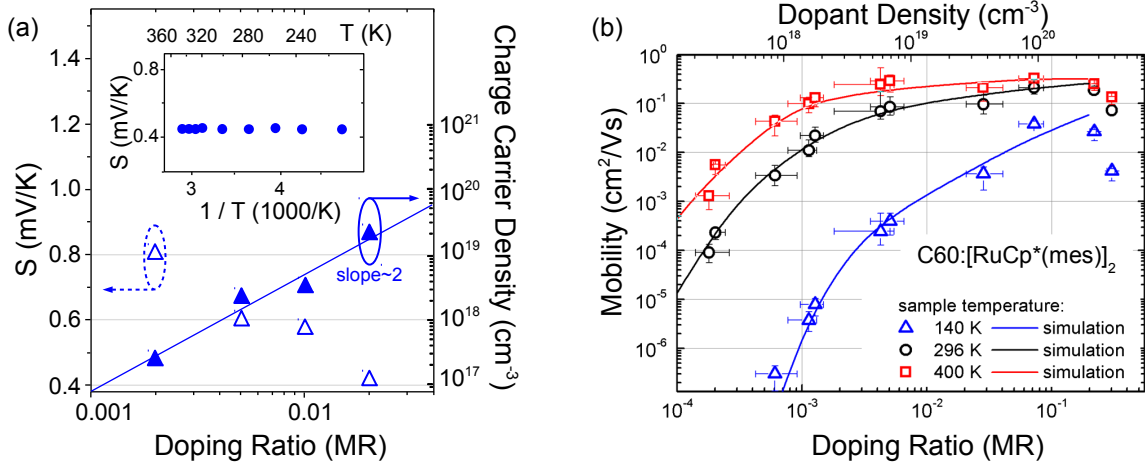 (a)
360 320 280 240 T (K)
0.8
0.4
S (mV/K)
3 4
1 / T (1000/K)
1.4
1.2
1.0
0.8
0.6
0.4
S (mV/K)
10²¹
10²⁰
10¹⁹
10¹⁸
10¹⁷
Charge Carrier Density (cm⁻³)
slope~2
0.001 0.01
Doping Ratio (MR)
(b)
Dopant Density (cm⁻³)
10¹⁸ 10¹⁹ 10²⁰
10⁰
10⁻¹
10⁻²
10⁻³
10⁻⁴
10⁻⁵
10⁻⁶
Mobility (cm²/Vs)
C60:[RuCp*(mes)]₂
sample temperature:
140 K simulation
296 K simulation
400 K simulation
10⁻⁴ 10⁻³ 10⁻² 10⁻¹
Doping Ratio (MR)